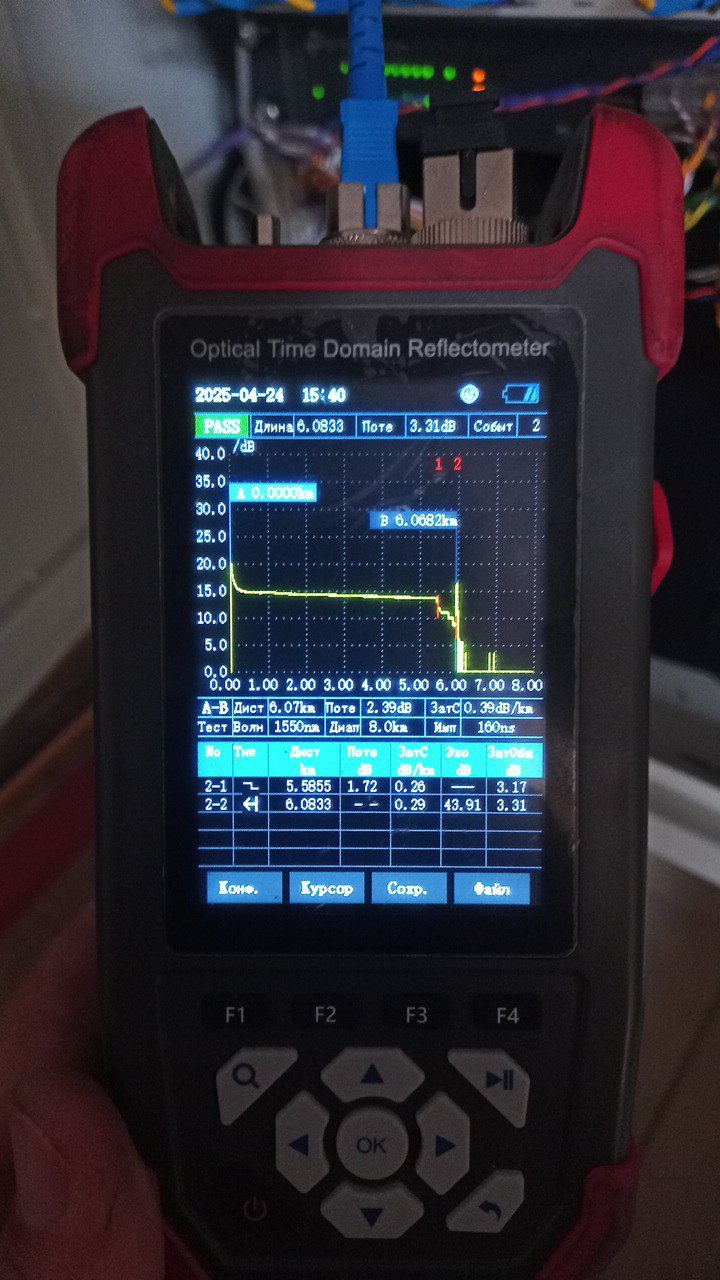 Optical Time Domain Reflectometer
2025-04-24 15:40
PASS Длина 6.0833 Поте 3.31dB Событ 2
/dB
40.0
35.0
30.0
25.0
20.0
15.0
10.0
5.0
0.0
1 2
A 0.0000km
B 6.0682km
0.00 1.00 2.00 3.00 4.00 5.00 6.00 7.00 8.00
A-B Дист 6.07km Поте 2.39dB ЗатС 0.39dB/km
Тест Волн 1550nm Диап 8.0km Имп 160ns
No Тип Дист Поте ЗатС Эхо ЗатОбщ
km dB dB/km dB dB
2-1 5.5855 1.72 0.26 —— 3.17
2-2 6.0833 -- 0.29 43.91 3.31
Конф. Курсор Сохр. Файл
F1 F2 F3 F4
OK